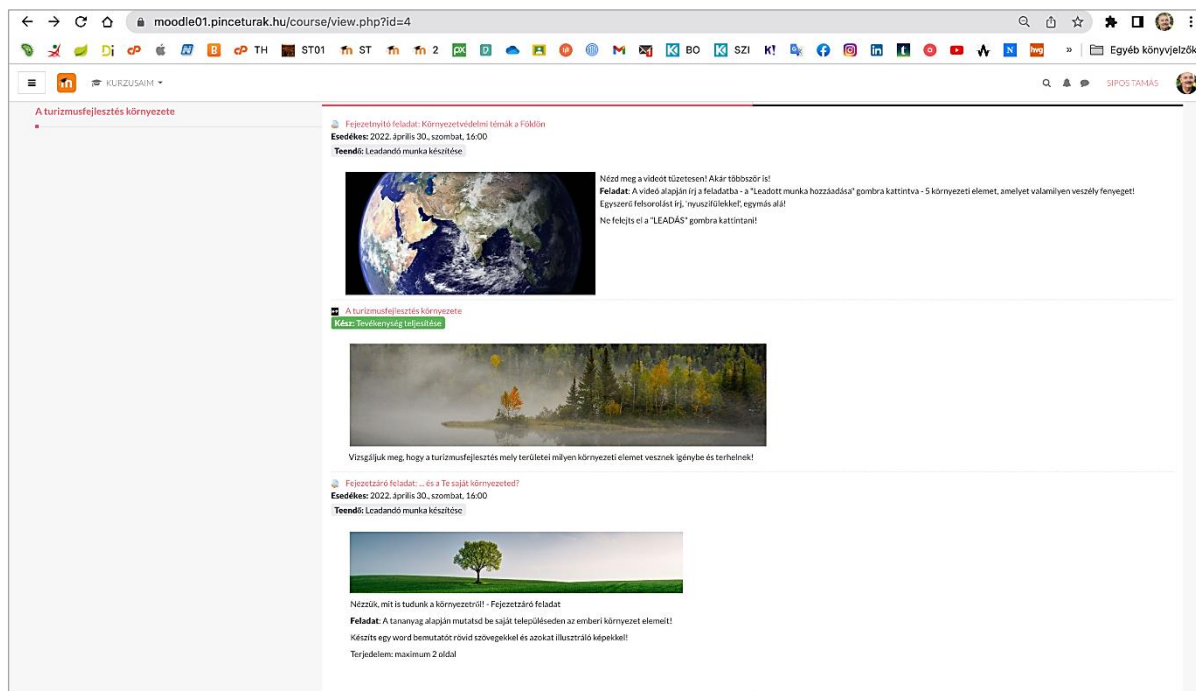 moodle01.pinceturak.hu/course/view.php?id=4
TH
ST01
ST
2
BO
SZI
K!
»
Egyéb könyvjelzők
KURZUSAIM
SIPOS TAMÁS
A turizmusfejlesztés környezete
Fejezetnyitó feladat: Környezetvédelmi témák a Földön
Esedékes: 2022. április 30., szombat, 16:00
Teendő: Leadandó munka készítése
Nézd meg a videót tüzetesen! Akár többször is!
Feladat: A videó alapján írj a feladatba - a "Leadott munka hozzáadása" gombra kattintva - 5 környezeti elemet, amelyet valamilyen veszély fenyeget!
Egyszerű felsorolást írj, 'nyuszifülekkel', egymás alá!
Ne felejts el a "LEADÁS" gombra kattintani!
A turizmusfejlesztés környezete
Kész: Tevékenység teljesítése
Vizsgáljuk meg, hogy a turizmusfejlesztés mely területei milyen környezeti elemet vesznek igénybe és terhelnek!
Fejezetzáró feladat: ... és a Te saját környezeted?
Esedékes: 2022. április 30., szombat, 16:00
Teendő: Leadandó munka készítése
Nézzük, mit is tudunk a környezetről! - Fejezetzáró feladat
Feladat: A tananyag alapján mutatsd be saját településeden az emberi környezet elemeit!
Készíts egy word bemutatót rövid szövegekkel és azokat illusztráló képekkel!
Terjedelem: maximum 2 oldal